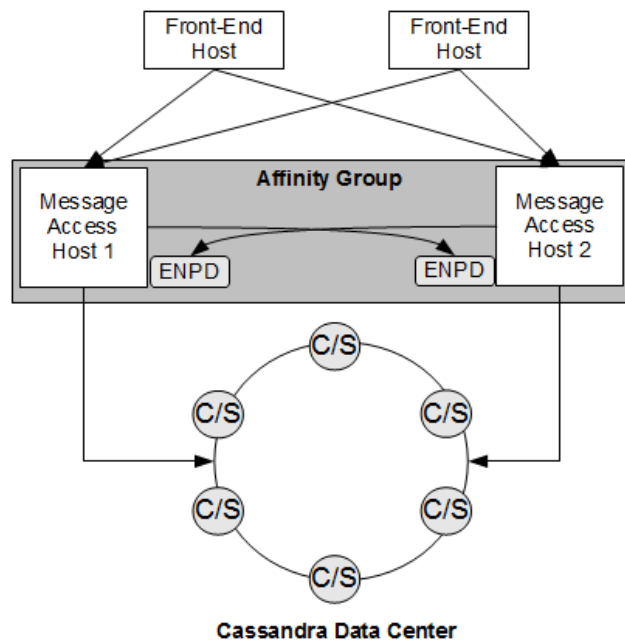 Front-End
Host
Front-End
Host
Affinity Group
Message
Access
Host 1
Message
Access
Host 2
ENPD
ENPD
C/S
C/S
C/S
C/S
C/S
C/S
Cassandra Data Center